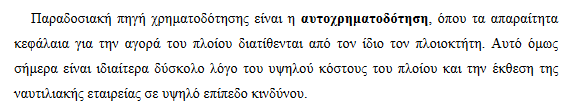 Παραδοσιακή πηγή χρηματοδότησης είναι η αυτοχρηματοδότηση, όπου τα απαραίτητα
κεφάλαια για την αγορά του πλοίου διατίθενται από τον ίδιο τον πλοιοκτήτη. Αυτό όμως
σήμερα είναι ιδιαίτερα δύσκολο λόγο του υψηλού κόστους του πλοίου και την έκθεση της
ναυτιλιακής εταιρείας σε υψηλό επίπεδο κινδύνου.